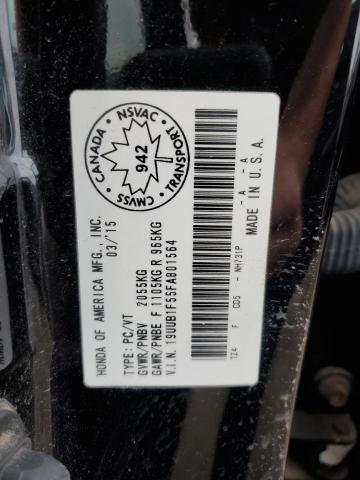 CANADA
NSVAC
TRANSPORT
CMVSS
942
HONDA OF AMERICA MFG., INC.
03/15
TYPE: PC/VT
GVWR/PNBV 2055KG
GAWR/PNBE F 1105KG R 965KG
V.I.N. 19UUB1F55FA801564
TZ4 F CD5 - NH731P - A - A
MADE IN U.S.A.